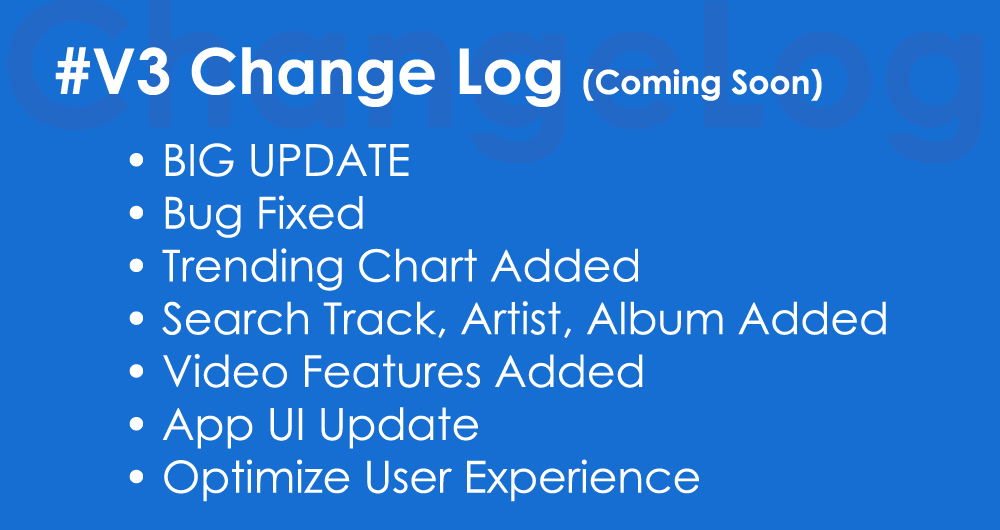 ChangeLog
#V3 Change Log (Coming Soon)
• BIG UPDATE
• Bug Fixed
• Trending Chart Added
• Search Track, Artist, Album Added
• Video Features Added
• App UI Update
• Optimize User Experience